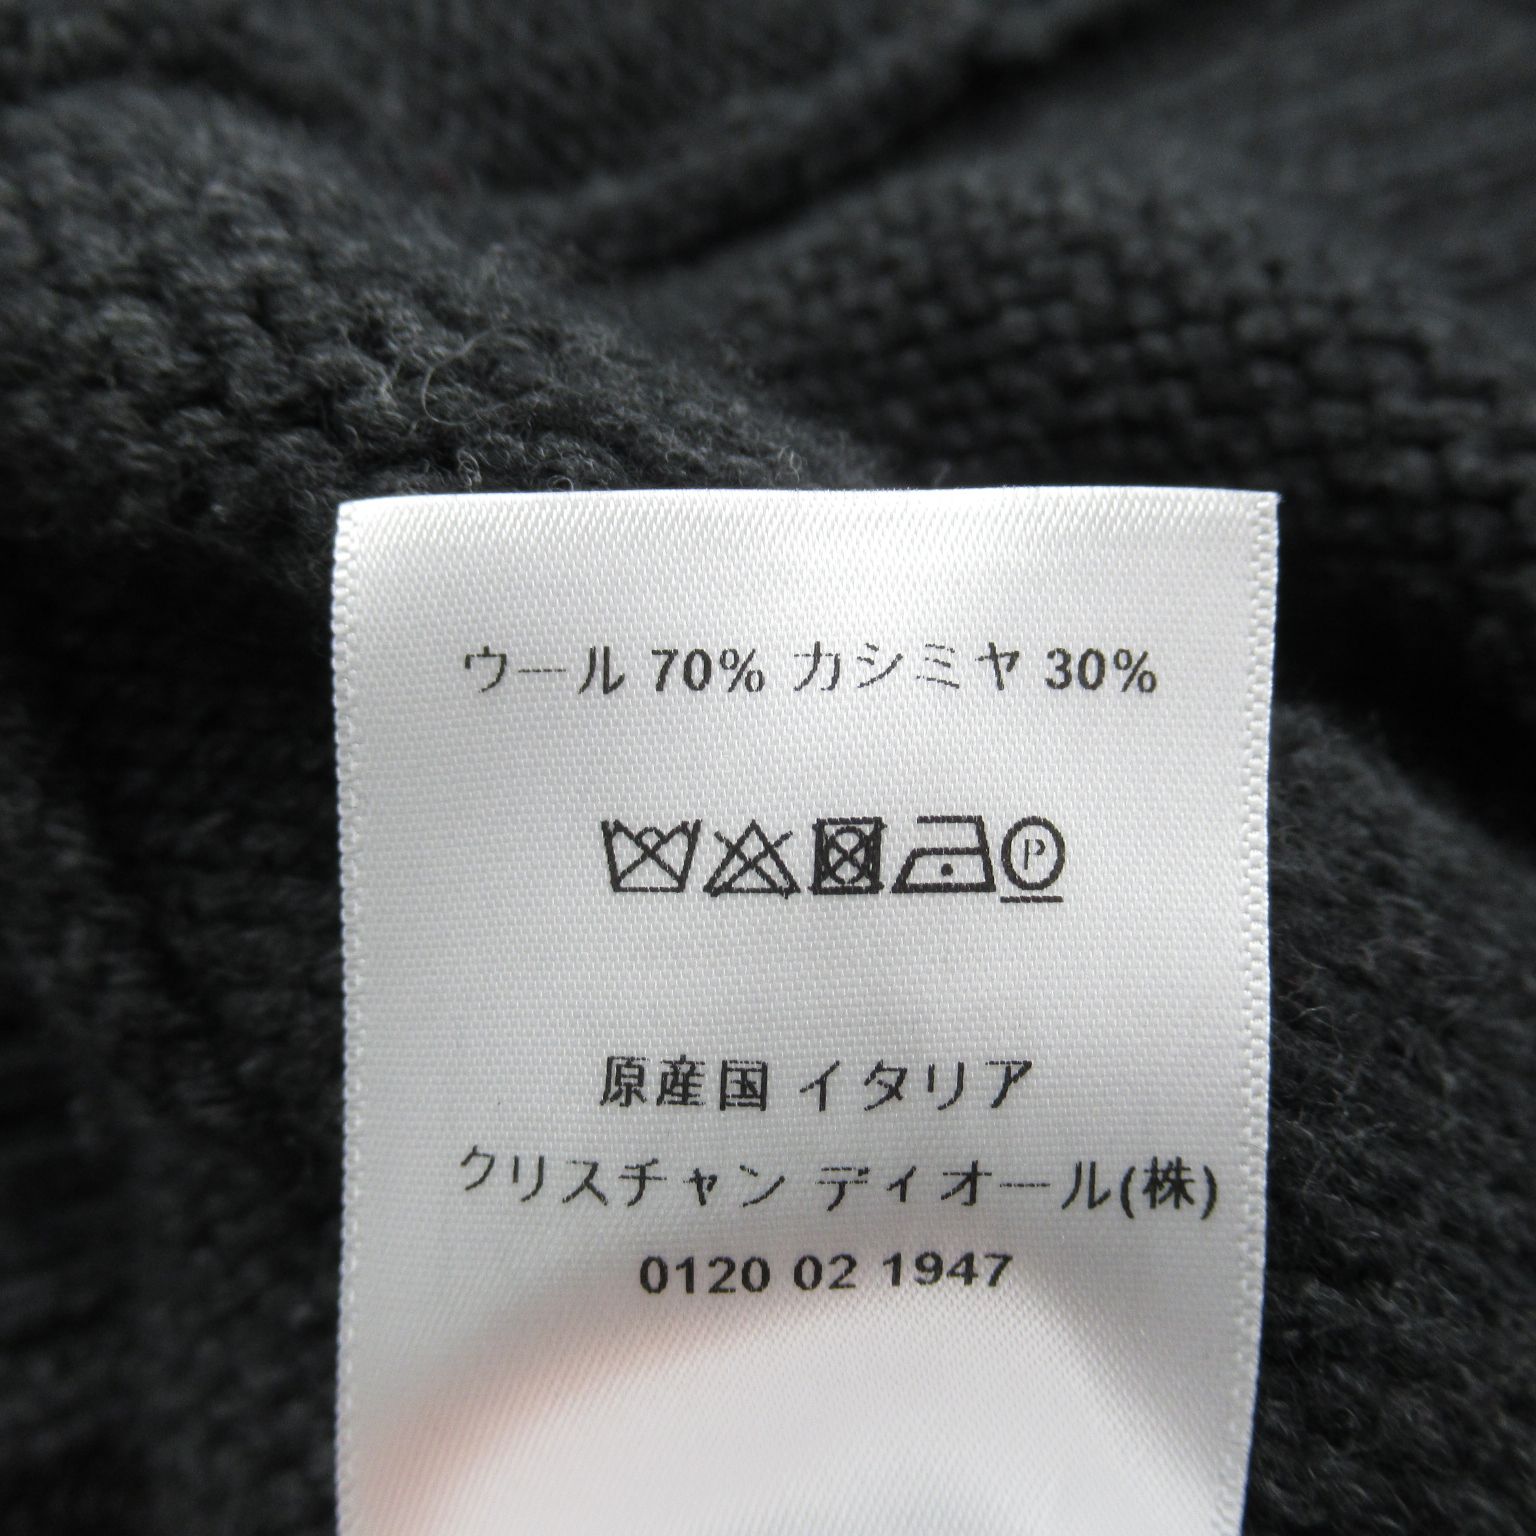 ウール 70% カシミヤ 30%
P
原産国 イタリア
クリスチャン ディオール(株)
0120 02 1947